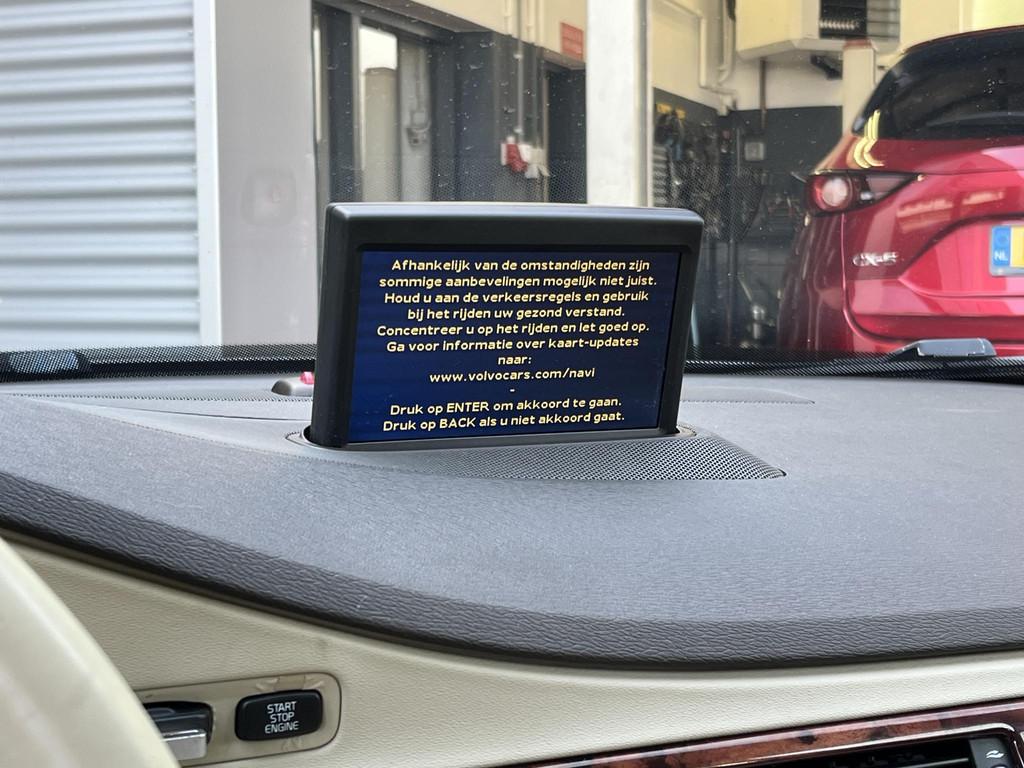 Afhankelijk van de omstandigheden zijn
sommige aanbevelingen mogelijk niet juist.
Houd u aan de verkeersregels en gebruik
bij het rijden uw gezond verstand.
Concentreer u op het rijden en let goed op.
Ga voor informatie over kaart-updates
naar:
www.volvocars.com/navi
-
Druk op ENTER om akkoord te gaan.
Druk op BACK als u niet akkoord gaat.
CX-5
NL
START
STOP
ENGINE